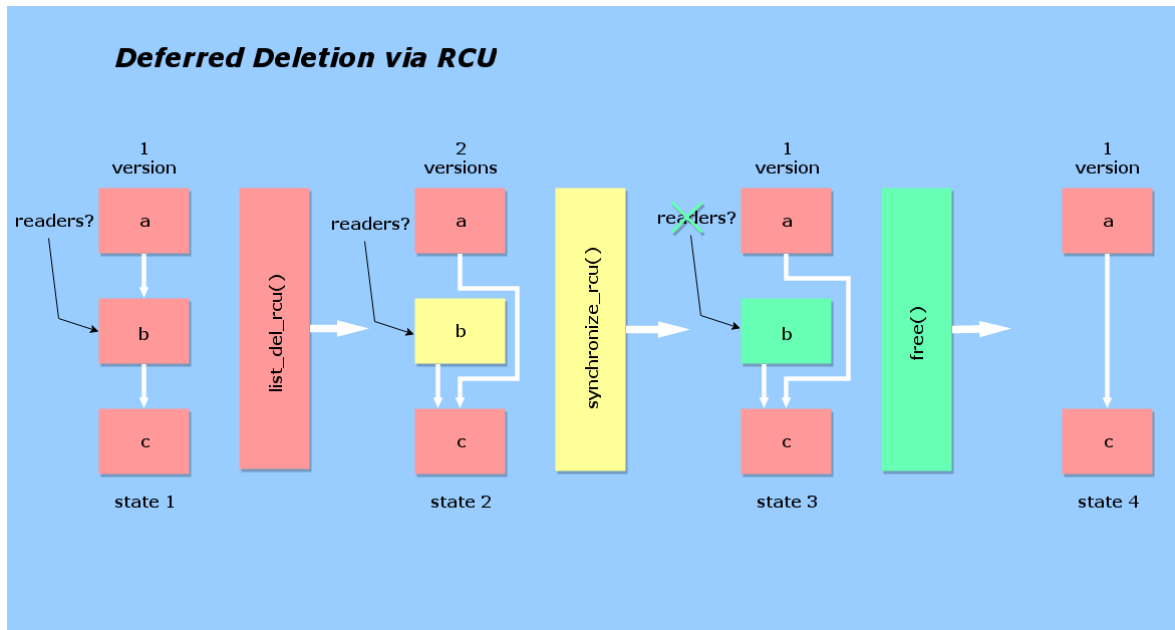 Deferred Deletion via RCU
1
version
readers?
a
b
c
state 1
list_del_rcu()
2
versions
readers?
a
b
c
state 2
synchronize_rcu()
1
version
readers?
a
b
c
state 3
free()
1
version
a
c
state 4